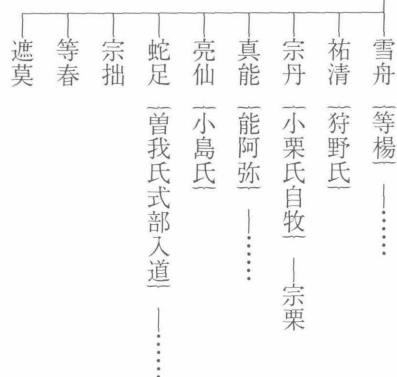 雪舟｛等楊｝―……
祐清｛狩野氏｝
宗丹｛小栗氏自牧｝―宗栗
真能｛能阿弥｝―……
亮仙｛小島氏｝
蛇足｛曽我氏式部入道｝―……
宗拙
等春
遮莫